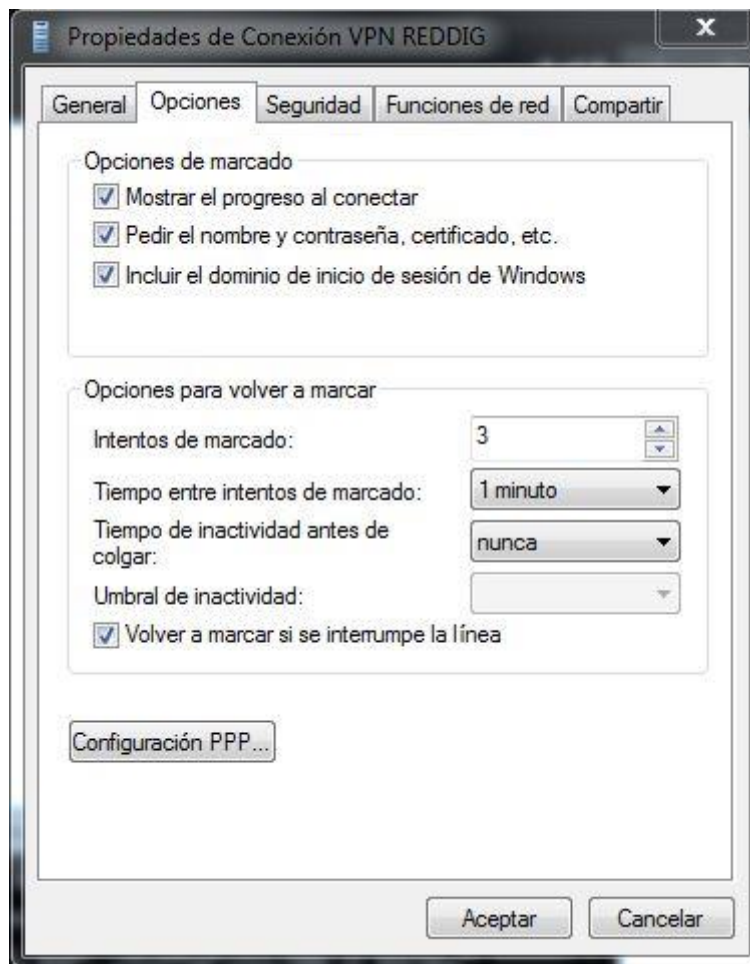 Propiedades de Conexión VPN REDDIG
General
Opciones
Seguridad
Funciones de red
Compartir
Opciones de marcado
Mostrar el progreso al conectar
Pedir el nombre y contraseña, certificado, etc.
Incluir el dominio de inicio de sesión de Windows
Opciones para volver a marcar
Intentos de marcado:
3
Tiempo entre intentos de marcado:
1 minuto
Tiempo de inactividad antes de
colgar:
nunca
Umbral de inactividad:
Volver a marcar si se interrumpe la línea
Configuración PPP...
Aceptar
Cancelar